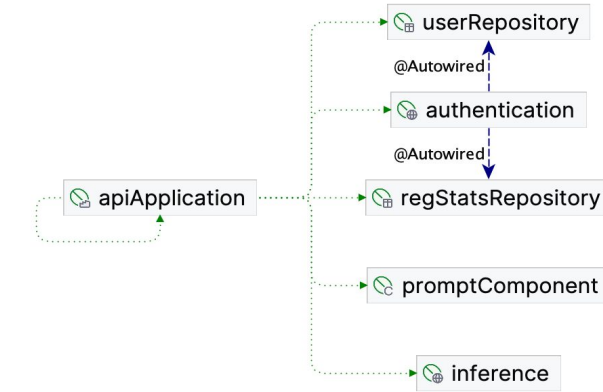 userRepository
@Autowired
authentication
@Autowired
apiApplication
regStatsRepository
promptComponent
inference